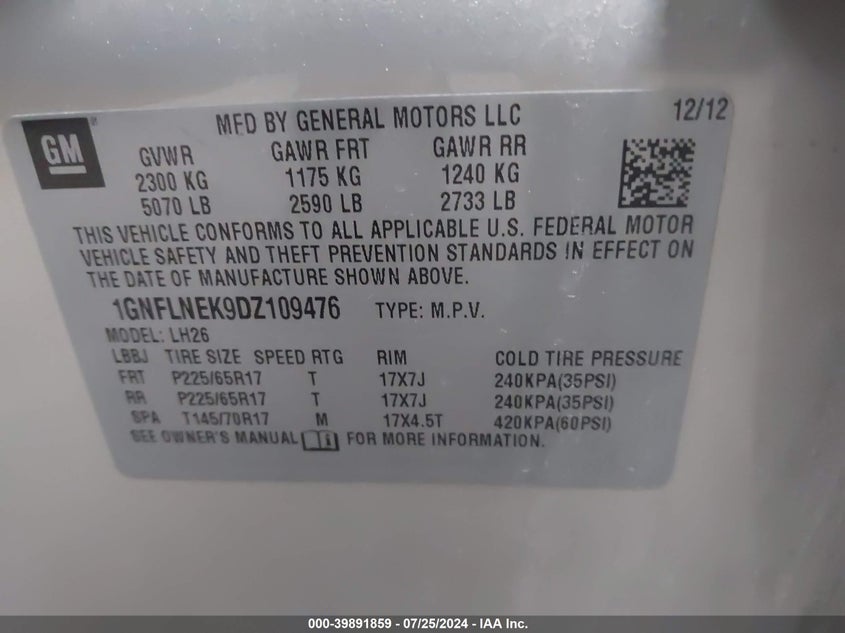 GM
MFD BY GENERAL MOTORS LLC 12/12
GVWR GAWR FRT GAWR RR
2300 KG 1175 KG 1240 KG
5070 LB 2590 LB 2733 LB
THIS VEHICLE CONFORMS TO ALL APPLICABLE U.S. FEDERAL MOTOR
VEHICLE SAFETY AND THEFT PREVENTION STANDARDS IN EFFECT ON
THE DATE OF MANUFACTURE SHOWN ABOVE.
1GNFLNEK9DZ109476 TYPE: M.P.V.
MODEL: LH26
LBBJ TIRE SIZE SPEED RTG RIM COLD TIRE PRESSURE
FRT P225/65R17 T 17X7J 240KPA(35PSI)
RR P225/65R17 T 17X7J 240KPA(35PSI)
SPA T145/70R17 M 17X4.5T 420KPA(60PSI)
SEE OWNER'S MANUAL FOR MORE INFORMATION.
000-39891859 / 07/25/2024 - IAA Inc.